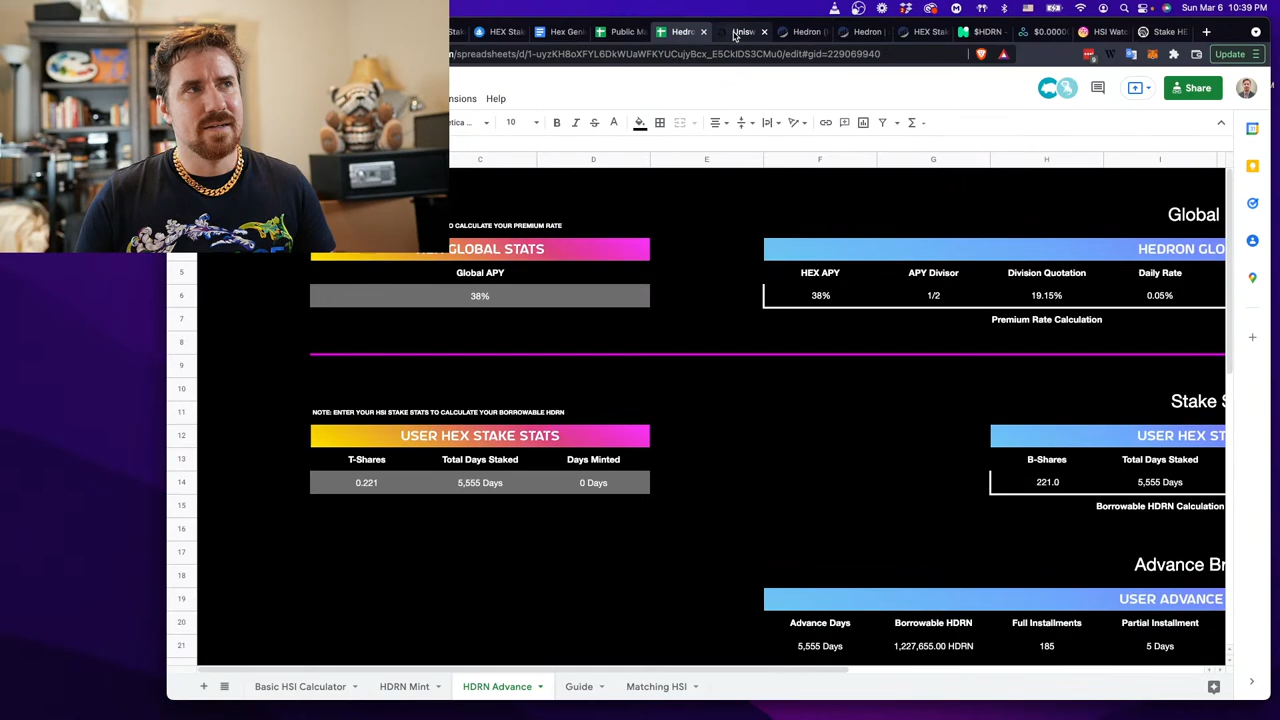 Sun Mar 6 10:39 PM
HEX Stak
Hex Geni
Public Ma
Hedro
Unisw
Hedron (
Hedron |
HEX Stak
$HDRN -
$0.0000
HSI Watc
Stake HE
/spreadsheets/d/1-uyzKH8oXFYL6DkWUaWFKYUCujyBcx_E5CkIDS3CMu0/edit#gid=229069940
Update
nsions Help
Share
10
C D E F G H I
Global
O CALCULATE YOUR PREMIUM RATE
GLOBAL STATS
HEDRON GLO
5 Global APY HEX APY APY Divisor Division Quotation Daily Rate
6 38% 38% 1/2 19.15% 0.05%
7 Premium Rate Calculation
8
9
10
Stake S
11 NOTE: ENTER YOUR HSI STAKE STATS TO CALCULATE YOUR BORROWABLE HDRN
12 USER HEX STAKE STATS USER HEX ST
13 T-Shares Total Days Staked Days Minted B-Shares Total Days Staked
14 0.221 5,555 Days 0 Days 221.0 5,555 Days
15 Borrowable HDRN Calculation
16
17
Advance Br
18
19 USER ADVANCE
20 Advance Days Borrowable HDRN Full Installments Partial Installment
21 5,555 Days 1,227,655.00 HDRN 185 5 Days
Basic HSI Calculator HDRN Mint HDRN Advance Guide Matching HSI